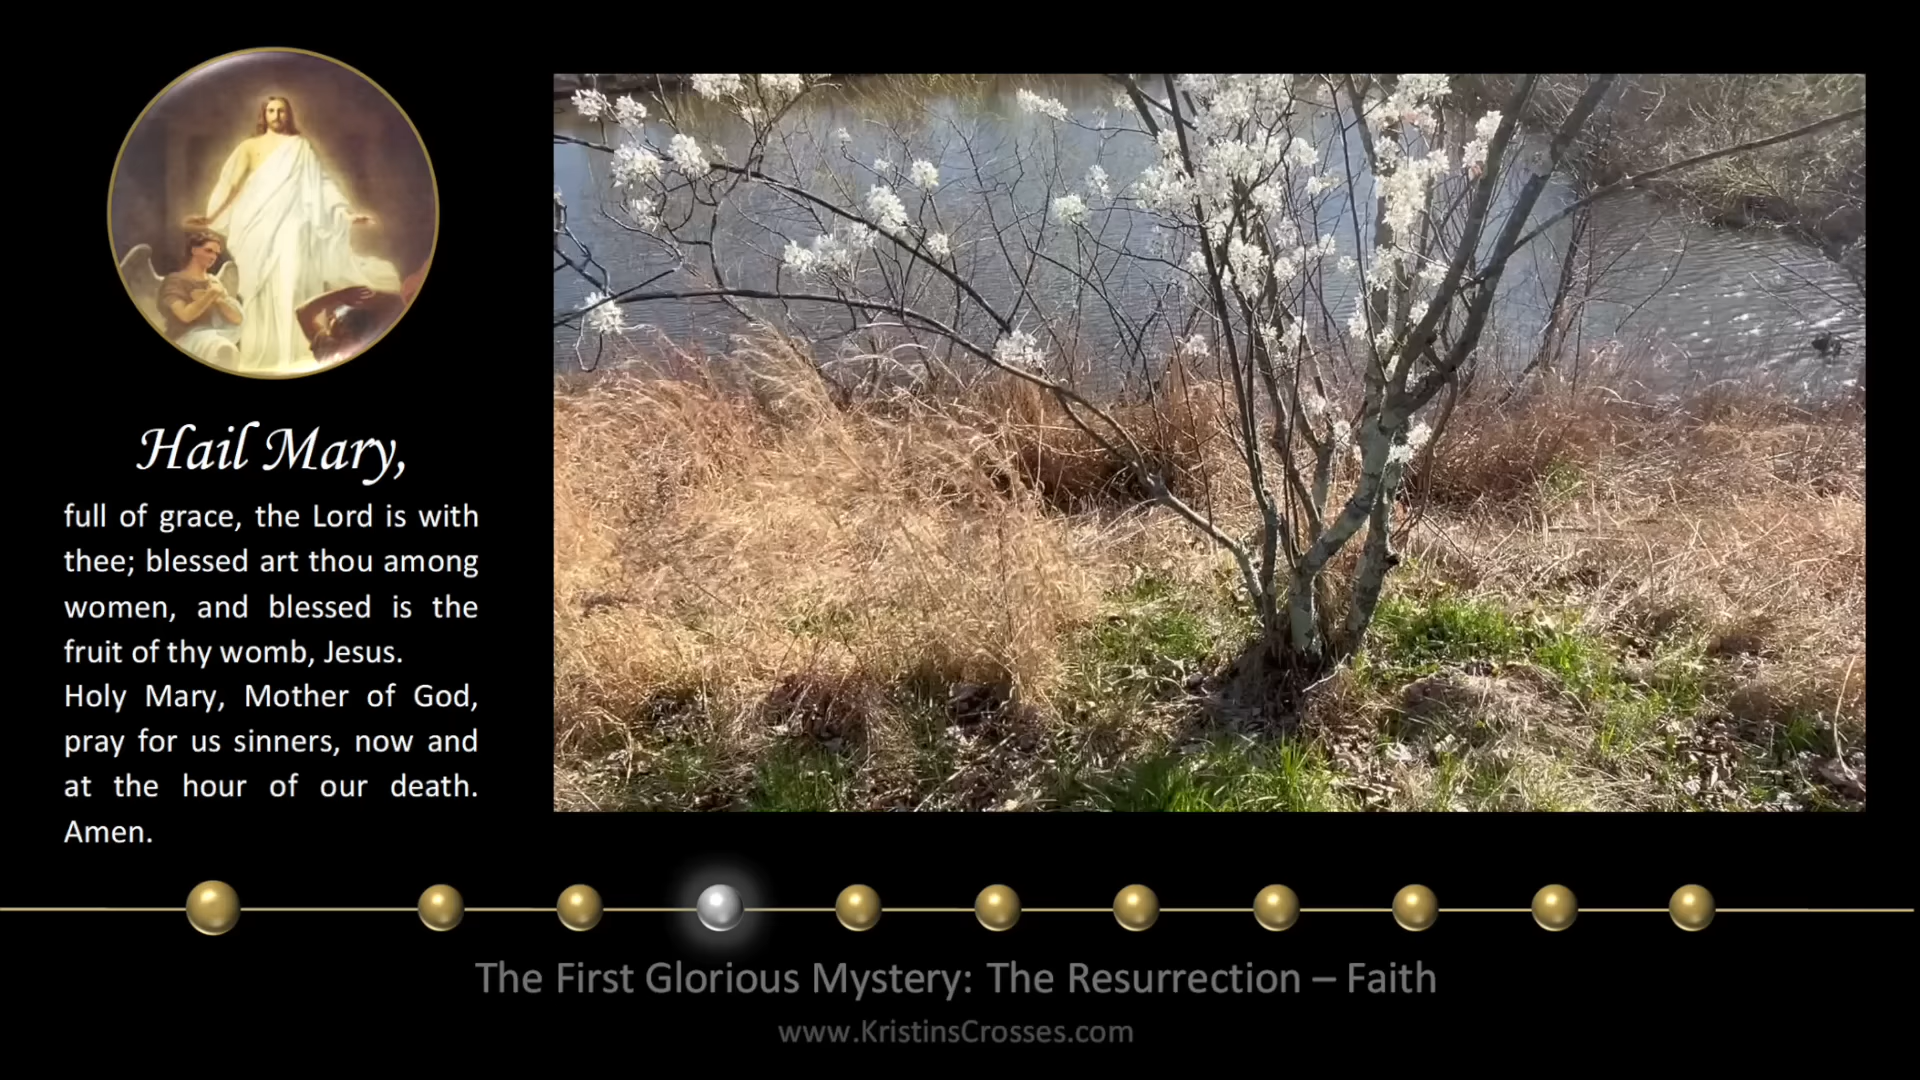 Hail Mary,
full of grace, the Lord is with
thee; blessed art thou among
women, and blessed is the
fruit of thy womb, Jesus.
Holy Mary, Mother of God,
pray for us sinners, now and
at the hour of our death.
Amen.
The First Glorious Mystery: The Resurrection – Faith
www.KristinsCrosses.com